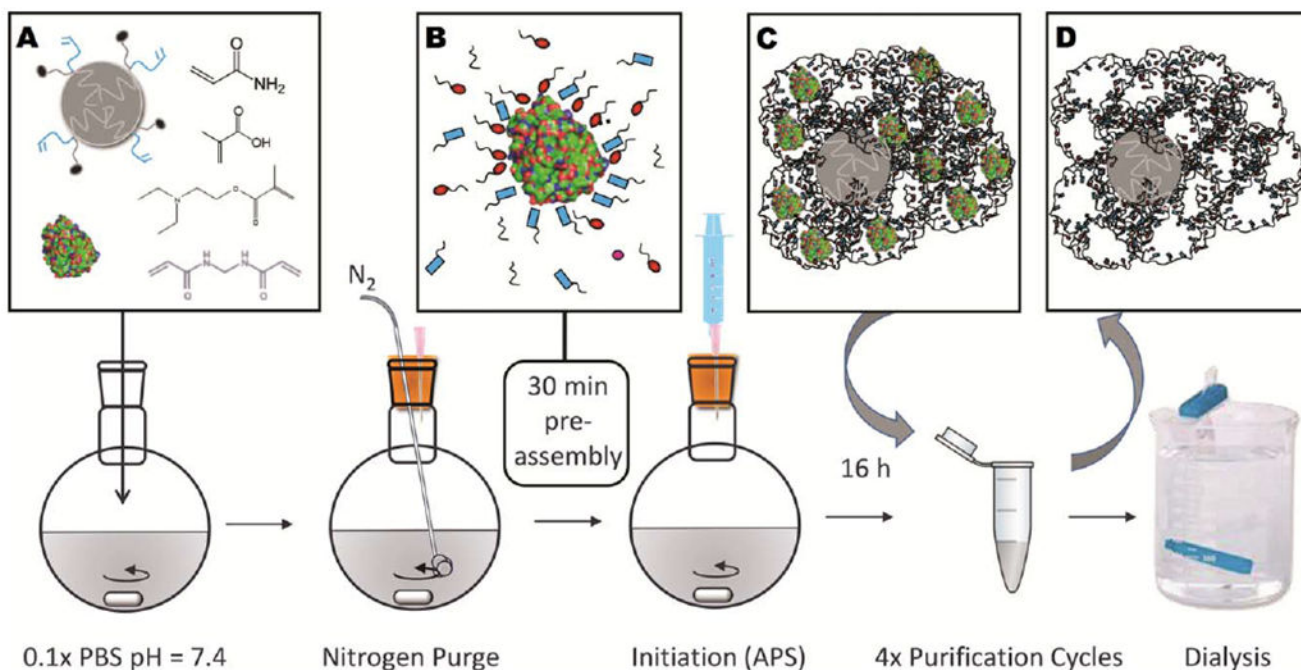 A
B
C
D
O
NH₂
O
OH
N
O
O
H
N
H
N
O
O
N₂
30 min
pre-
assembly
16 h
0.1x PBS pH = 7.4
Nitrogen Purge
Initiation (APS)
4x Purification Cycles
Dialysis